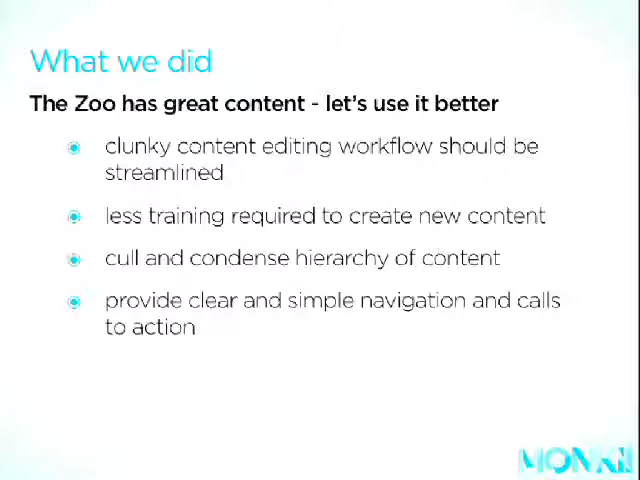 What we did
The Zoo has great content - let's use it better
clunky content editing workflow should be
streamlined
less training required to create new content
cull and condense hierarchy of content
provide clear and simple navigation and calls
to action